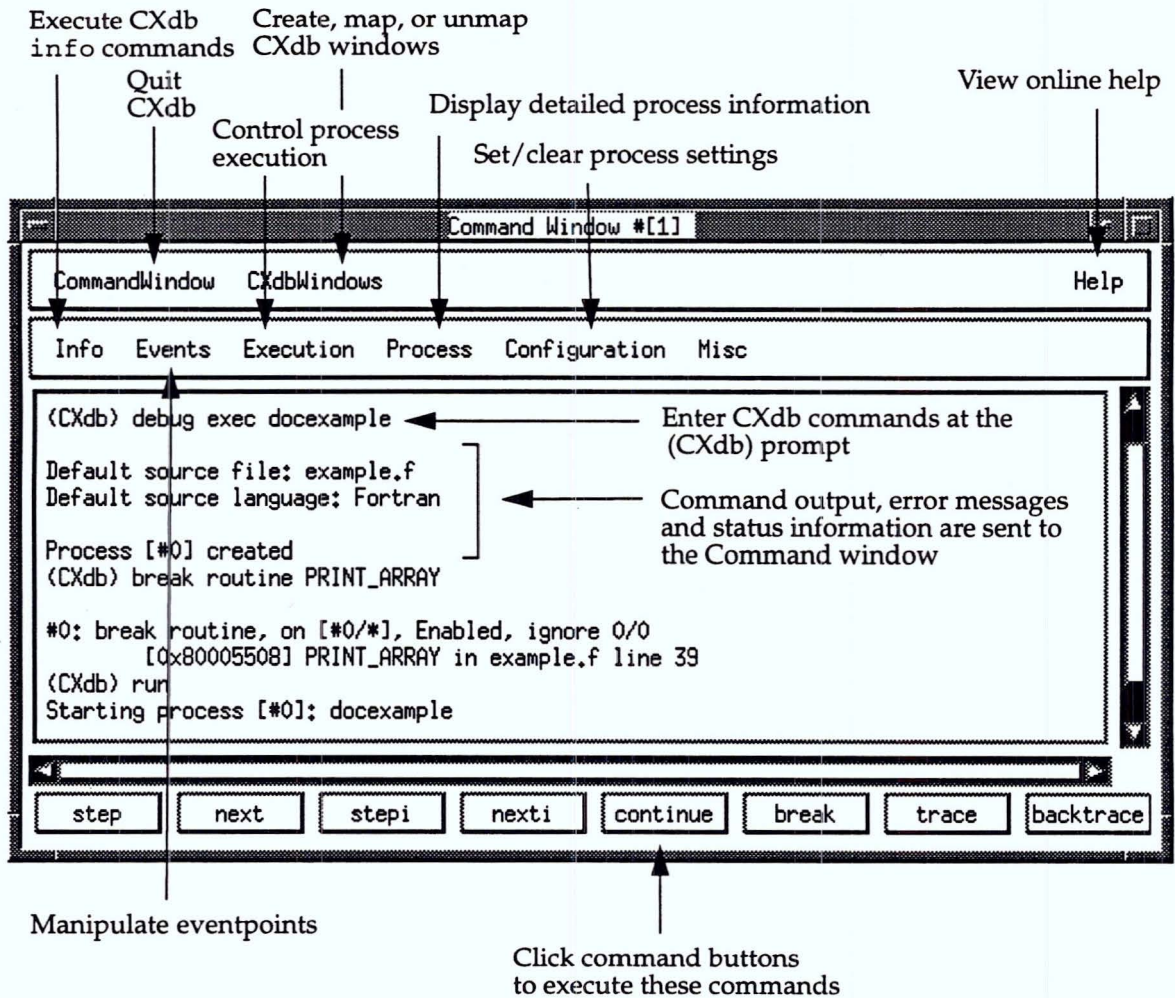 Execute CXdb
info commands
Create, map, or unmap
CXdb windows
Quit
CXdb
Control process
execution
Display detailed process information
Set/clear process settings
View online help
Command Window #[1]
CommandWindow CXdbWindows Help
Info Events Execution Process Configuration Misc
(CXdb) debug exec docexample
Enter CXdb commands at the
(CXdb) prompt
Default source file: example.f
Default source language: Fortran
Command output, error messages
and status information are sent to
the Command window
Process [#0] created
(CXdb) break routine PRINT_ARRAY
#0: break routine, on [#0/*], Enabled, ignore 0/0
[0x80005508] PRINT_ARRAY in example.f line 39
(CXdb) run
Starting process [#0]: docexample
step next stepi nexti continue break trace backtrace
Manipulate eventpoints
Click command buttons
to execute these commands